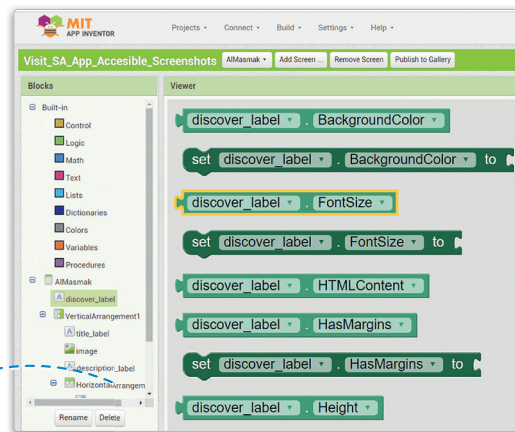 MIT
APP INVENTOR
Projects Connect Build Settings Help
Visit_SA_App_Accesible_Screenshots AlMasmak Add Screen ... Remove Screen Publish to Gallery
Blocks
Viewer
Built-in
Control
Logic
Math
Text
Lists
Dictionaries
Colors
Variables
Procedures
AlMasmak
discover_label
VerticalArrangement1
title_label
image
description_label
HorizontalArrangem
Rename Delete
discover_label . BackgroundColor
set discover_label . BackgroundColor to
discover_label . FontSize
set discover_label . FontSize to
discover_label . HTMLContent
discover_label . HasMargins
set discover_label . HasMargins to
discover_label . Height